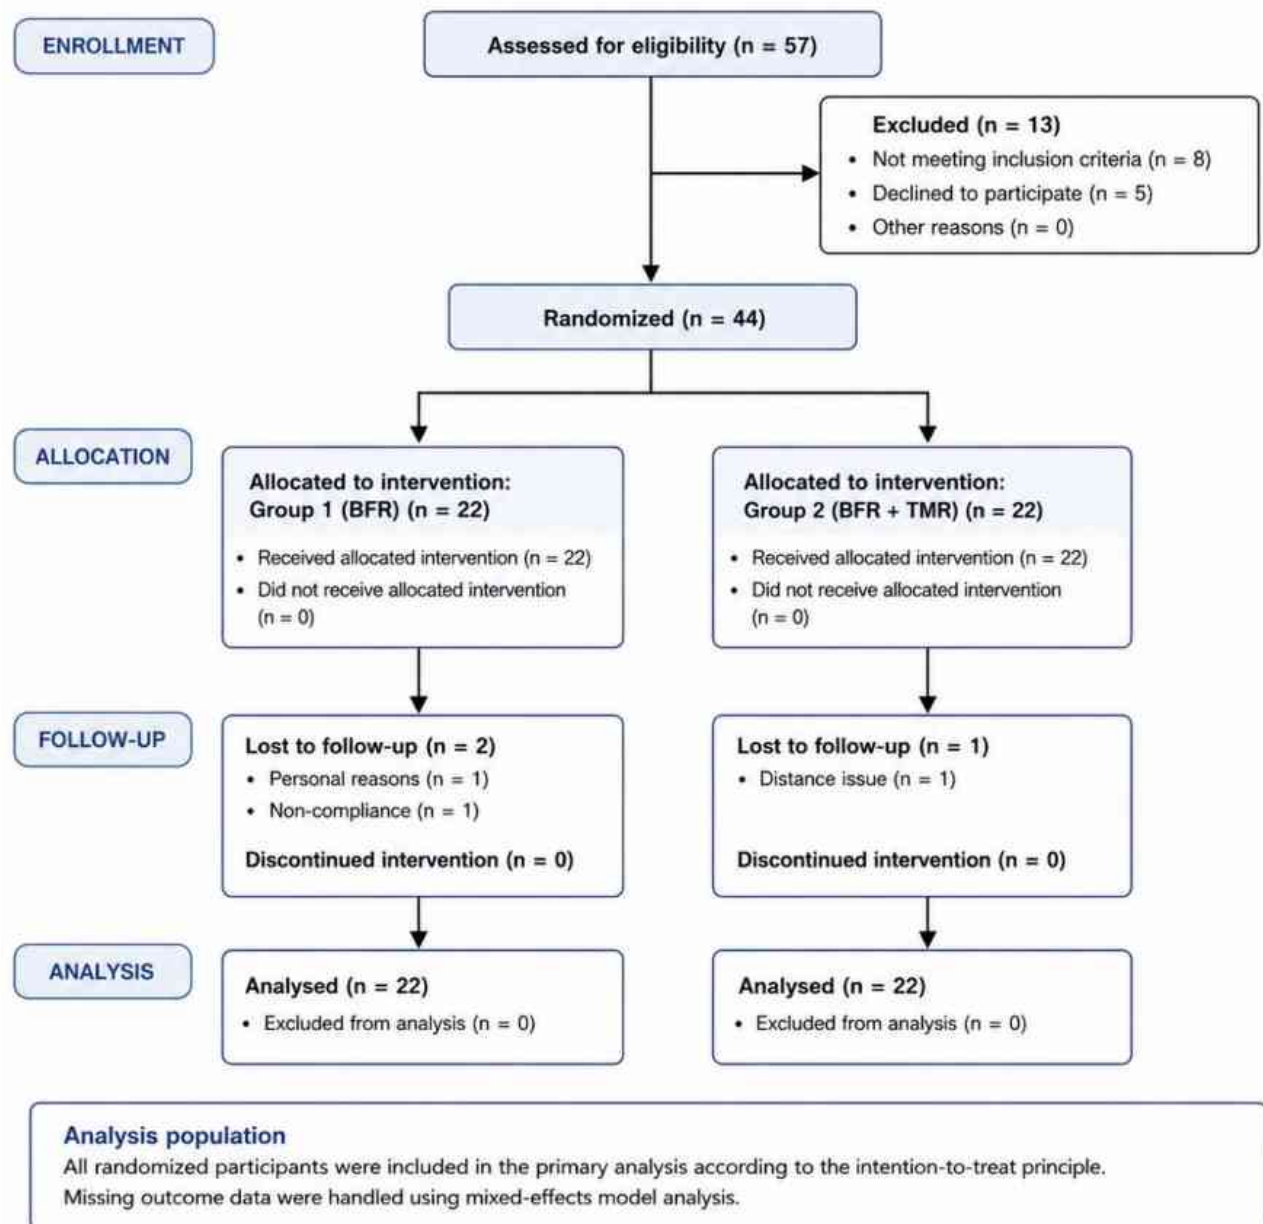 ENROLLMENT
Assessed for eligibility (n = 57)
Excluded (n = 13)
• Not meeting inclusion criteria (n = 8)
• Declined to participate (n = 5)
• Other reasons (n = 0)
Randomized (n = 44)
ALLOCATION
Allocated to intervention:
Group 1 (BFR) (n = 22)
• Received allocated intervention (n = 22)
• Did not receive allocated intervention
(n = 0)
Allocated to intervention:
Group 2 (BFR + TMR) (n = 22)
• Received allocated intervention (n = 22)
• Did not receive allocated intervention
(n = 0)
FOLLOW-UP
Lost to follow-up (n = 2)
• Personal reasons (n = 1)
• Non-compliance (n = 1)
Discontinued intervention (n = 0)
Lost to follow-up (n = 1)
• Distance issue (n = 1)
Discontinued intervention (n = 0)
ANALYSIS
Analysed (n = 22)
• Excluded from analysis (n = 0)
Analysed (n = 22)
• Excluded from analysis (n = 0)
Analysis population
All randomized participants were included in the primary analysis according to the intention-to-treat principle.
Missing outcome data were handled using mixed-effects model analysis.